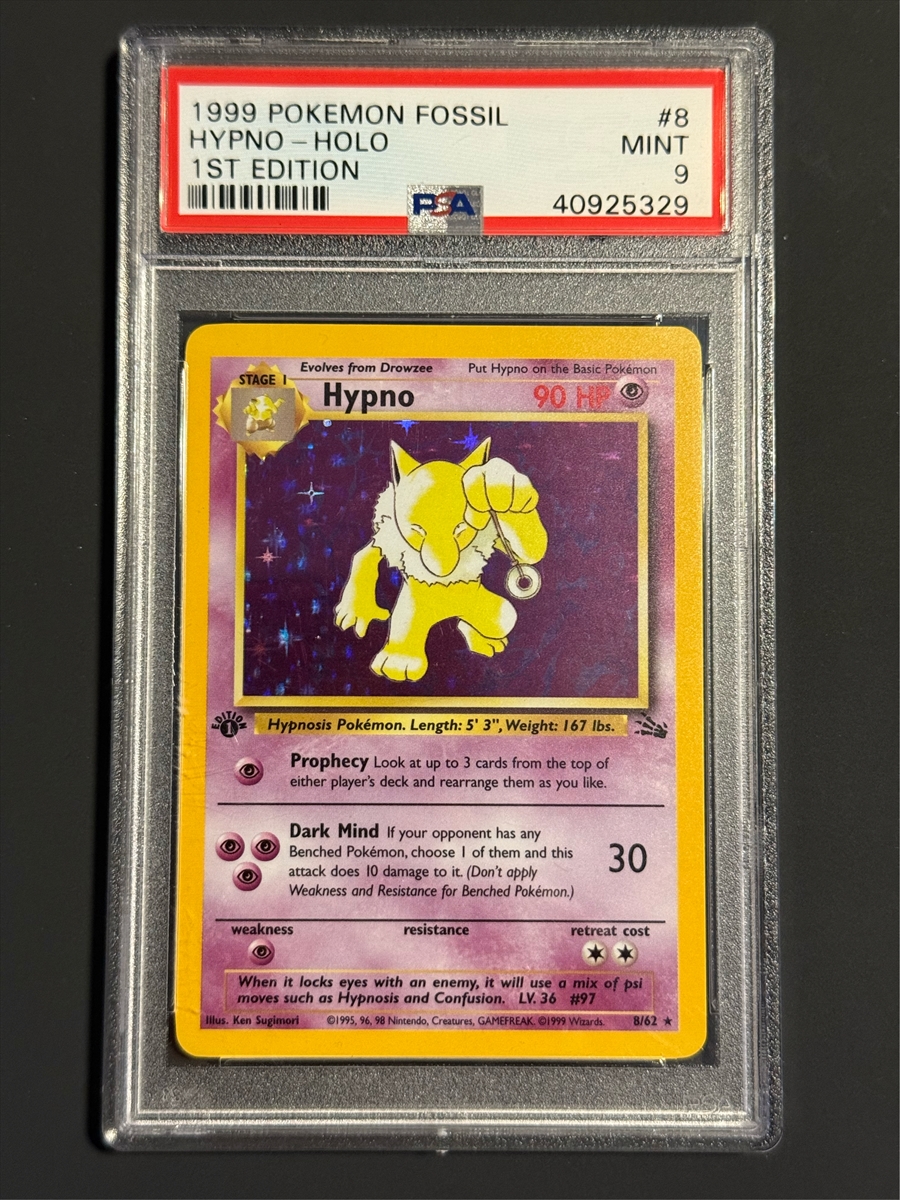 1999 POKEMON FOSSIL #8
HYPNO - HOLO MINT
1ST EDITION 9
PSA 40925329
Evolves from Drowzee Put Hypno on the Basic Pokémon
STAGE 1
Hypno 90 HP
EDITION 1
Hypnosis Pokémon. Length: 5' 3", Weight: 167 lbs.
Prophecy Look at up to 3 cards from the top of
either player's deck and rearrange them as you like.
Dark Mind If your opponent has any
Benched Pokémon, choose 1 of them and this
attack does 10 damage to it. (Don't apply
Weakness and Resistance for Benched Pokémon.)
30
weakness resistance retreat cost
When it locks eyes with an enemy, it will use a mix of psi
moves such as Hypnosis and Confusion. LV. 36 #97
Illus. Ken Sugimori ©1995, 96, 98 Nintendo, Creatures, GAMEFREAK. ©1999 Wizards. 8/62 ★